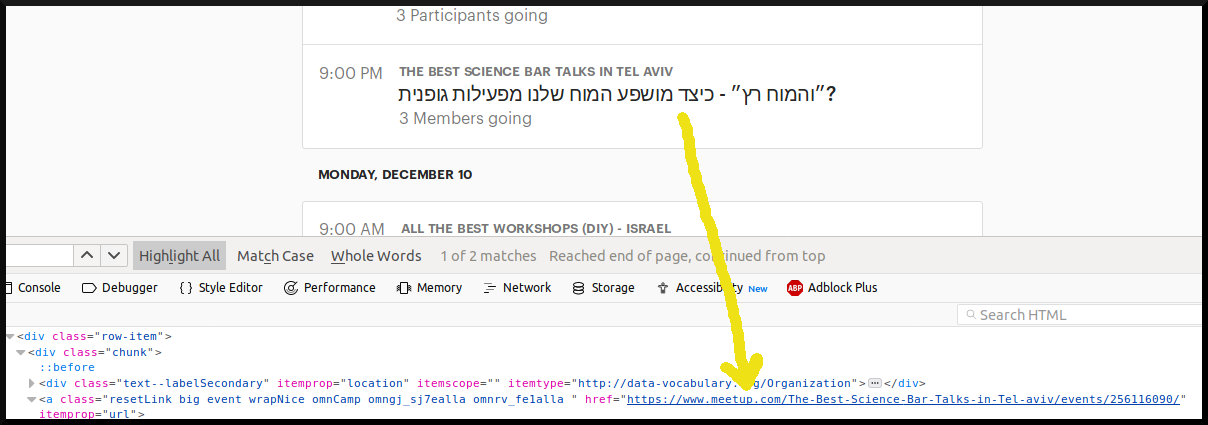 3 Participants going
9:00 PM THE BEST SCIENCE BAR TALKS IN TEL AVIV
״והמוח רץ״ - כיצד מושפע המוח שלנו מפעילות גופנית?
3 Members going
MONDAY, DECEMBER 10
9:00 AM ALL THE BEST WORKSHOPS (DIY) - ISRAEL
Highlight All Match Case Whole Words 1 of 2 matches Reached end of page, continued from top
Console Debugger { } Style Editor Performance Memory Network Storage Accessibility New ABP Adblock Plus
Search HTML
<div class="row-item">
<div class="chunk">
::before
<div class="text--labelSecondary" itemprop="location" itemscope="" itemtype="http://data-vocabulary.org/Organization"> ••• </div>
<a class="resetLink big event wrapNice omnCamp omngj_sj7ealla omnrv_fe1alla " href="https://www.meetup.com/The-Best-Science-Bar-Talks-in-Tel-aviv/events/256116090/"
itemprop="url">